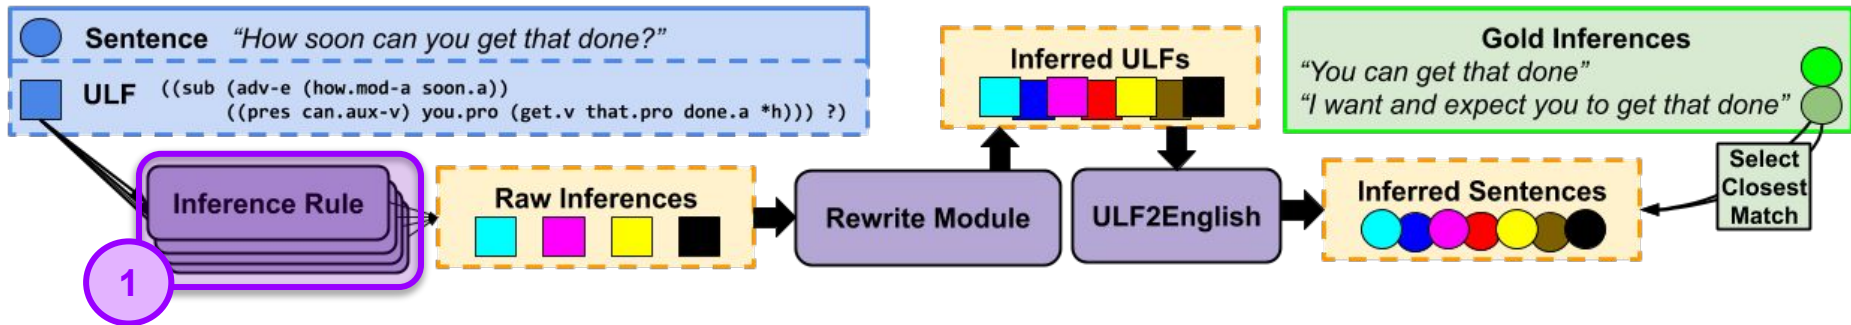 Sentence “How soon can you get that done?”
ULF ((sub (adv-e (how.mod-a soon.a))
((pres can.aux-v) you.pro (get.v that.pro done.a *h))) ?)
Inferred ULFs
Gold Inferences
“You can get that done”
“I want and expect you to get that done”
Inference Rule
1
Raw Inferences
Rewrite Module
ULF2English
Inferred Sentences
Select
Closest
Match